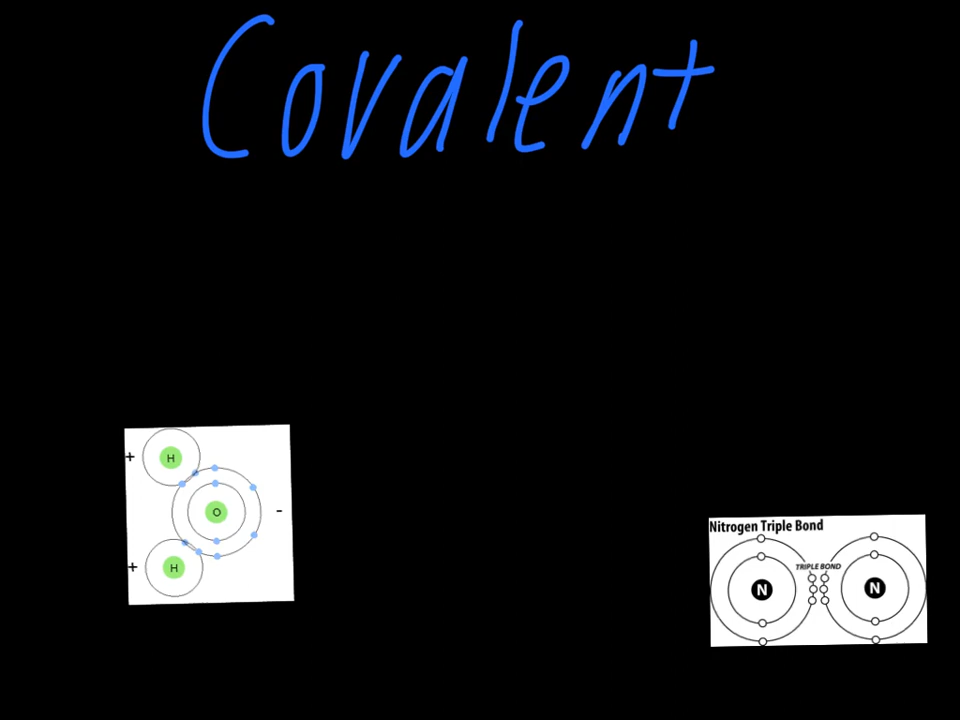 Covalent
+ H
O -
+ H
Nitrogen Triple Bond
TRIPLE BOND
N N